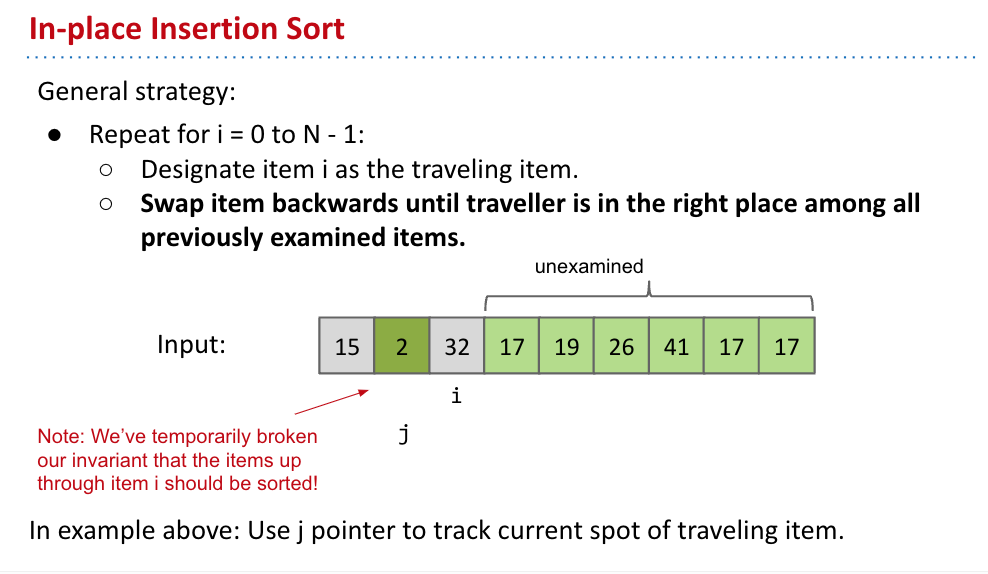 In-place Insertion Sort
General strategy:
● Repeat for i = 0 to N - 1:
○ Designate item i as the traveling item.
○ Swap item backwards until traveller is in the right place among all
previously examined items.
unexamined
Input:
15 2 32 17 19 26 41 17 17
i
j
Note: We've temporarily broken
our invariant that the items up
through item i should be sorted!
In example above: Use j pointer to track current spot of traveling item.